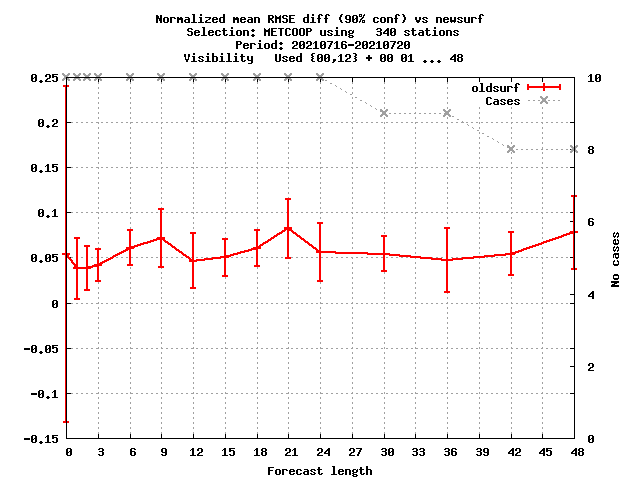 Normalized mean RMSE diff (90% conf) vs newsurf
Selection: METCOOP using   340 stations
Period: 20210716-20210720
Visibility   Used {00,12} + 00 01 ... 48
oldsurf
Cases
0.25
0.2
0.15
0.1
0.05
0
-0.05
-0.1
-0.15
10
8
6
4
2
0
No cases
0 3 6 9 12 15 18 21 24 27 30 33 36 39 42 45 48
Forecast length